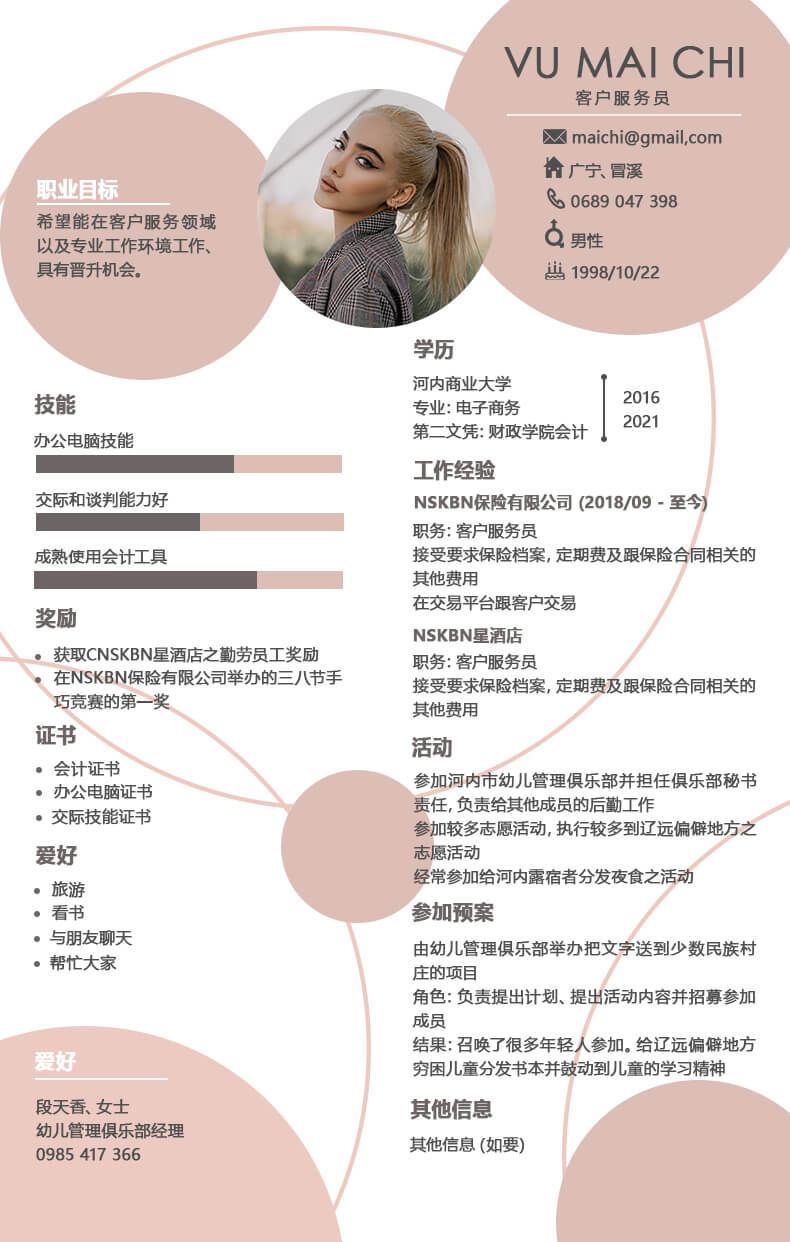 VU MAI CHI
客户服务员
maichi@gmail,com
广宁、冒溪
0689 047 398
男性
1998/10/22
职业目标
希望能在客户服务领域
以及专业工作环境工作、
具有晋升机会。
技能
办公电脑技能
交际和谈判能力好
成熟使用会计工具
奖励
获取CNSKBN星酒店之勤劳员工奖励
在NSKBN保险有限公司举办的三八节手
巧竞赛的第一奖
证书
会计证书
办公电脑证书
交际技能证书
爱好
旅游
看书
与朋友聊天
帮忙大家
爱好
段天香、女士
幼儿管理俱乐部经理
0985 417 366
学历
河内商业大学
专业: 电子商务
第二文凭: 财政学院会计
2016
2021
工作经验
NSKBN保险有限公司 (2018/09 - 至今)
职务: 客户服务员
接受要求保险档案, 定期费及跟保险合同相关的
其他费用
在交易平台跟客户交易
NSKBN星酒店
职务: 客户服务员
接受要求保险档案, 定期费及跟保险合同相关的
其他费用
活动
参加河内市幼儿管理俱乐部并担任俱乐部秘书
责任, 负责给其他成员的后勤工作
参加较多志愿活动, 执行较多到辽远偏僻地方之
志愿活动
经常参加给河内露宿者分发夜食之活动
参加预案
由幼儿管理俱乐部举办把文字送到少数民族村
庄的项目
角色: 负责提出计划、提出活动内容并招募参加
成员
结果: 召唤了很多年轻人参加。给辽远偏僻地方
穷困儿童分发书本并鼓动到儿童的学习精神
其他信息
其他信息 (如要)